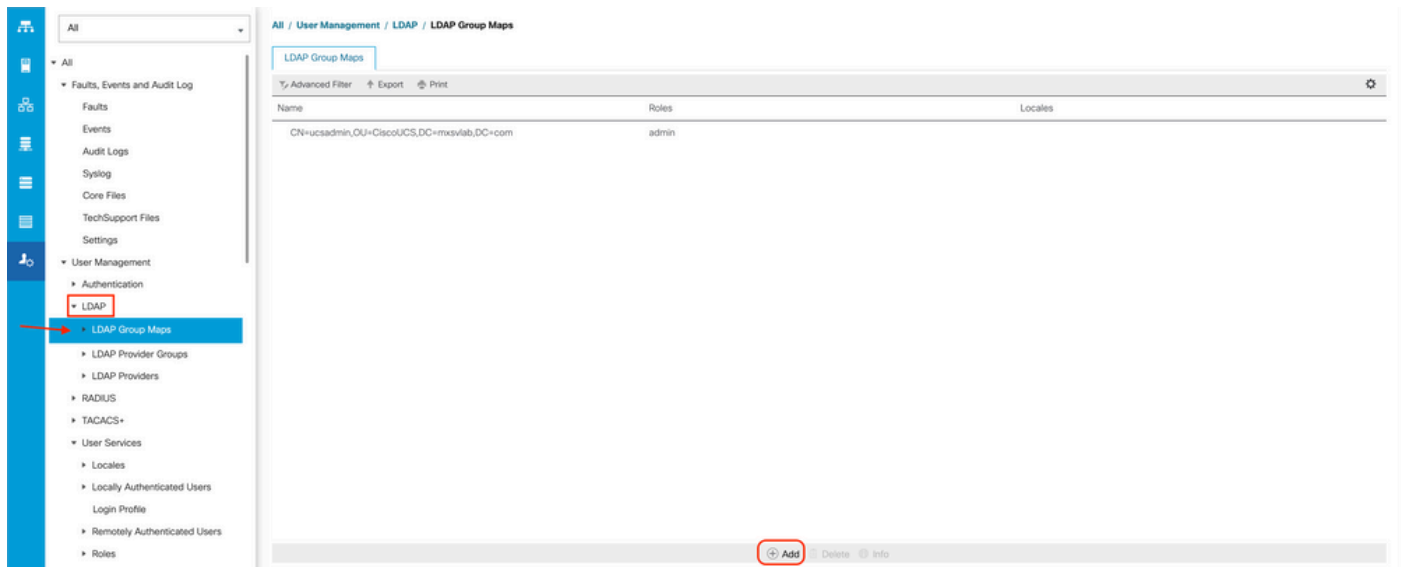 All
All
Faults, Events and Audit Log
Faults
Events
Audit Logs
Syslog
Core Files
TechSupport Files
Settings
User Management
Authentication
LDAP
LDAP Group Maps
LDAP Provider Groups
LDAP Providers
RADIUS
TACACS+
User Services
Locales
Locally Authenticated Users
Login Profile
Remotely Authenticated Users
Roles
All / User Management / LDAP / LDAP Group Maps
LDAP Group Maps
Advanced Filter Export Print
Name Roles Locales
CN=ucsadmin,OU=CiscoUCS,DC=mxsvlab,DC=com admin
Add Delete Info